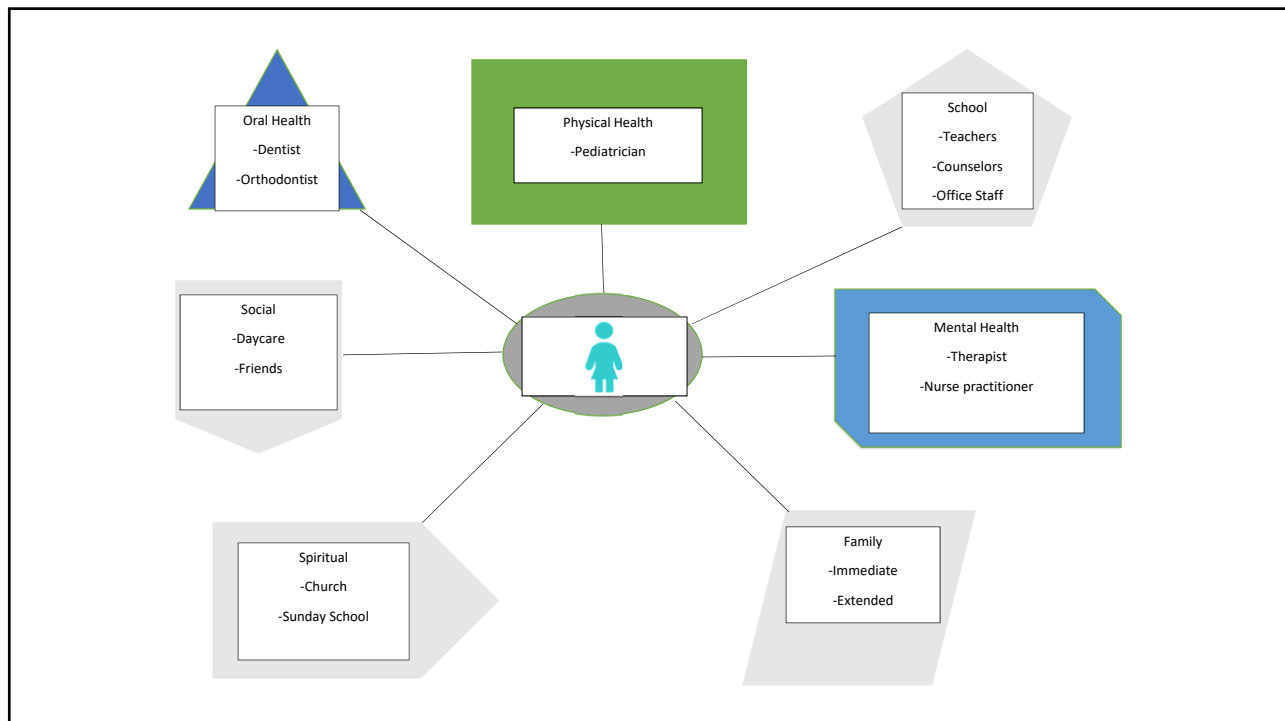 Oral Health
-Dentist
-Orthodontist
Physical Health
-Pediatrician
School
-Teachers
-Counselors
-Office Staff
Social
-Daycare
-Friends
Mental Health
-Therapist
-Nurse practitioner
Spiritual
-Church
-Sunday School
Family
-Immediate
-Extended